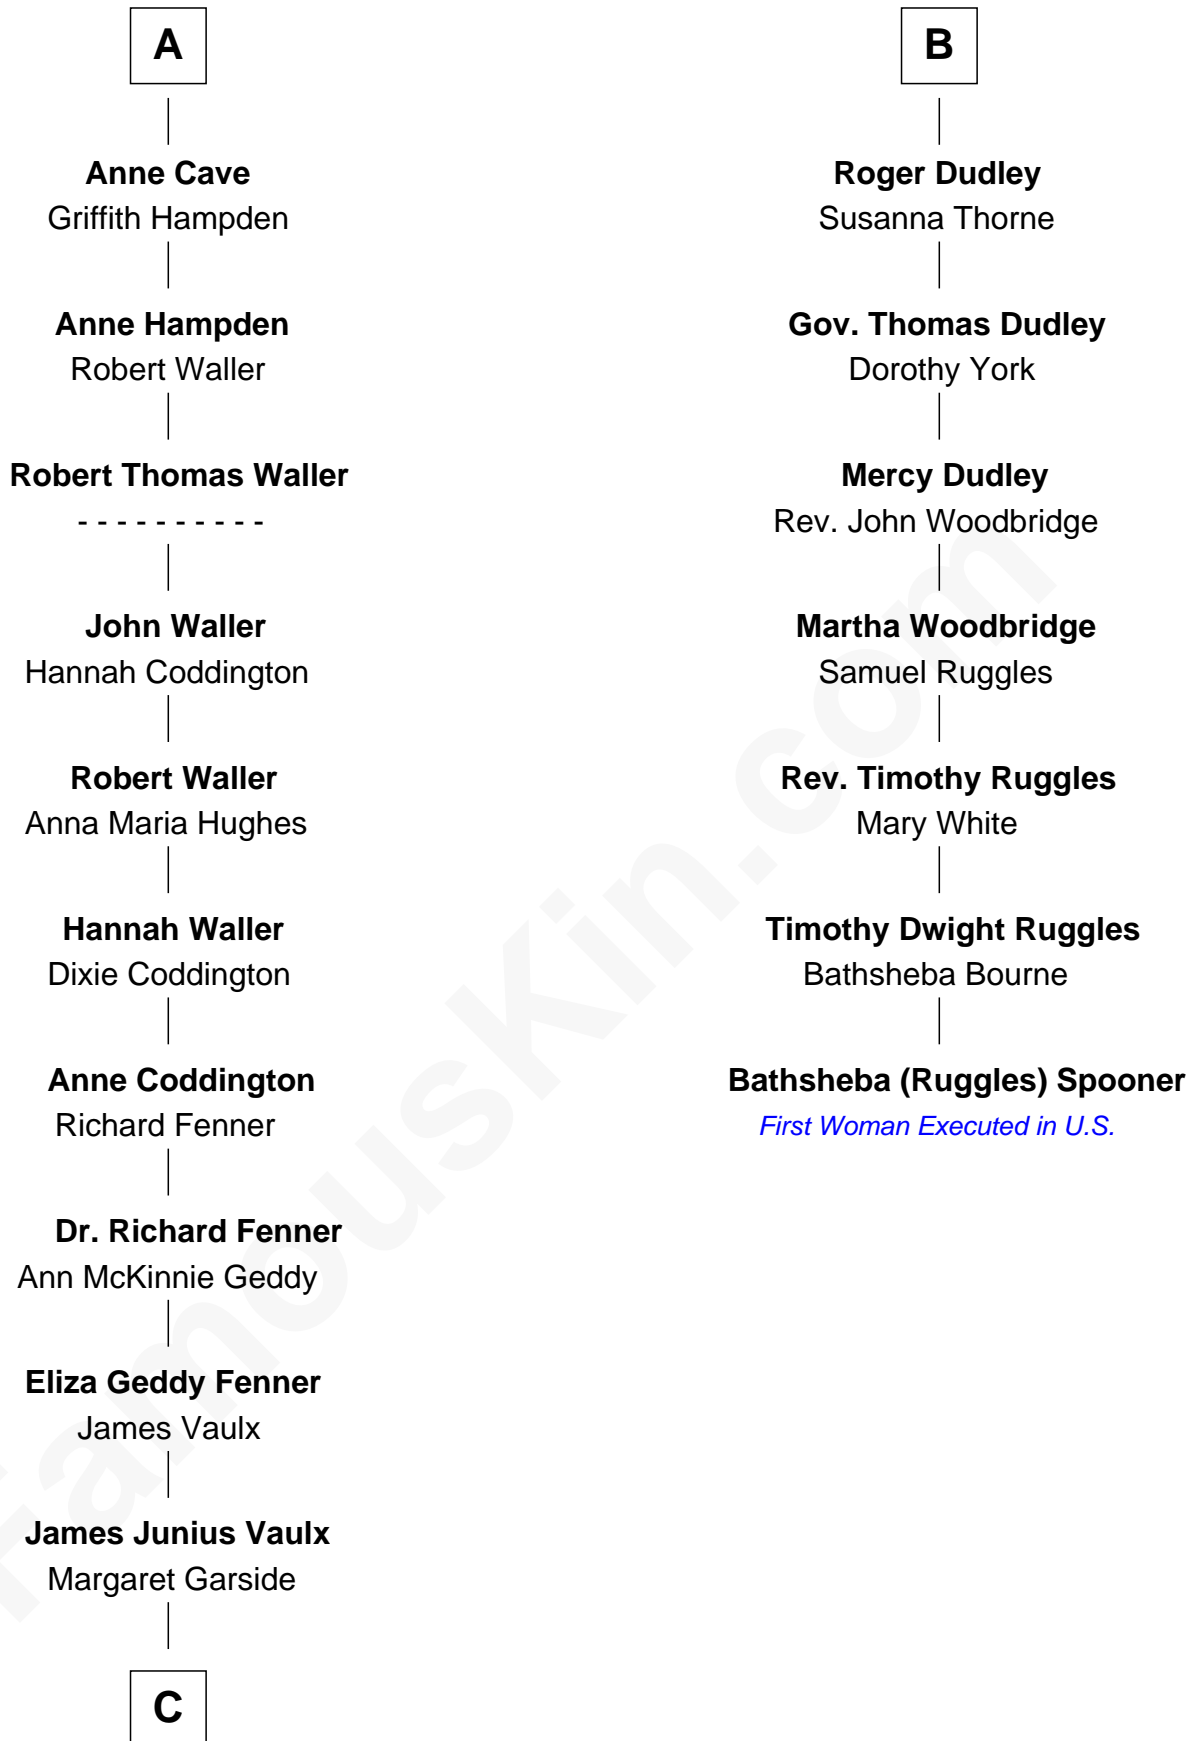 A
Anne Cave
Griffith Hampden
Anne Hampden
Robert Waller
Robert Thomas Waller
- - - - - - - - - -
John Waller
Hannah Coddington
Robert Waller
Anna Maria Hughes
Hannah Waller
Dixie Coddington
Anne Coddington
Richard Fenner
Dr. Richard Fenner
Ann McKinnie Geddy
Eliza Geddy Fenner
James Vaulx
James Junius Vaulx
Margaret Garside
C
B
Roger Dudley
Susanna Thorne
Gov. Thomas Dudley
Dorothy York
Mercy Dudley
Rev. John Woodbridge
Martha Woodbridge
Samuel Ruggles
Rev. Timothy Ruggles
Mary White
Timothy Dwight Ruggles
Bathsheba Bourne
Bathsheba (Ruggles) Spooner
First Woman Executed in U.S.
FamousKin.com